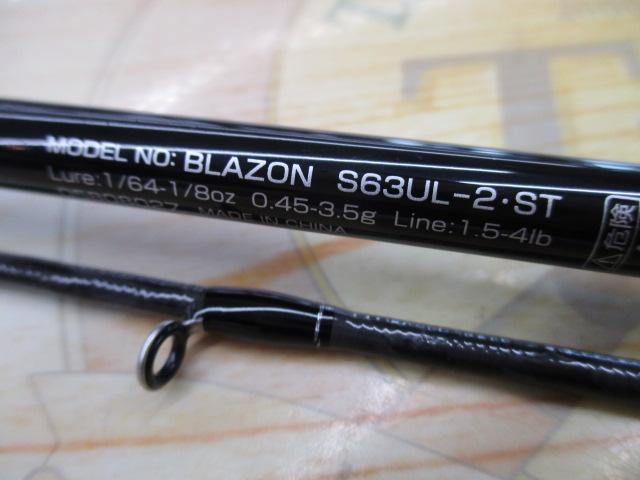 MODEL NO: BLAZON S63UL-2・ST
Lure:1/64-1/8oz 0.45-3.5g Line:1.5-4lb
MADE IN CHINA
⚠危険
T